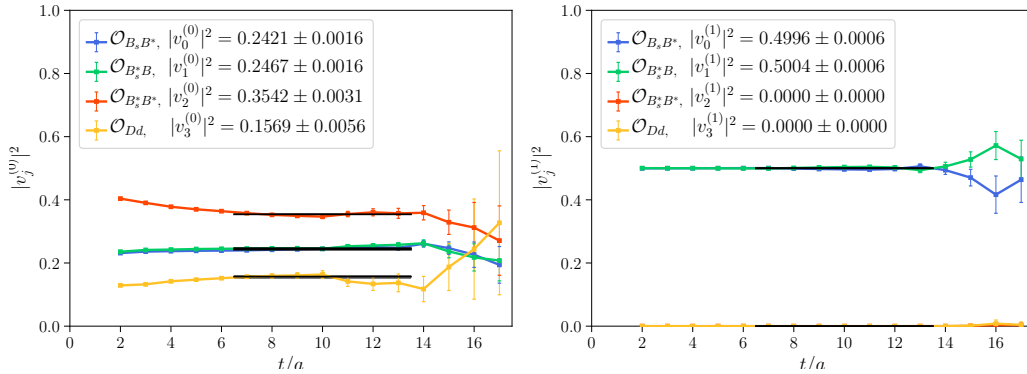 1.0
0.8
0.6
0.4
0.2
0.0
|v_j^{(0)}|^2
O_{B_sB^*}, |v_0^{(0)}|^2 = 0.2421 ± 0.0016
O_{B_s^*B}, |v_1^{(0)}|^2 = 0.2467 ± 0.0016
O_{B_s^*B^*}, |v_2^{(0)}|^2 = 0.3542 ± 0.0031
O_{Dd}, |v_3^{(0)}|^2 = 0.1569 ± 0.0056
0 2 4 6 8 10 12 14 16
t/a
1.0
0.8
0.6
0.4
0.2
0.0
|v_j^{(1)}|^2
O_{B_sB^*}, |v_0^{(1)}|^2 = 0.4996 ± 0.0006
O_{B_s^*B}, |v_1^{(1)}|^2 = 0.5004 ± 0.0006
O_{B_s^*B^*}, |v_2^{(1)}|^2 = 0.0000 ± 0.0000
O_{Dd}, |v_3^{(1)}|^2 = 0.0000 ± 0.0000
0 2 4 6 8 10 12 14 16
t/a